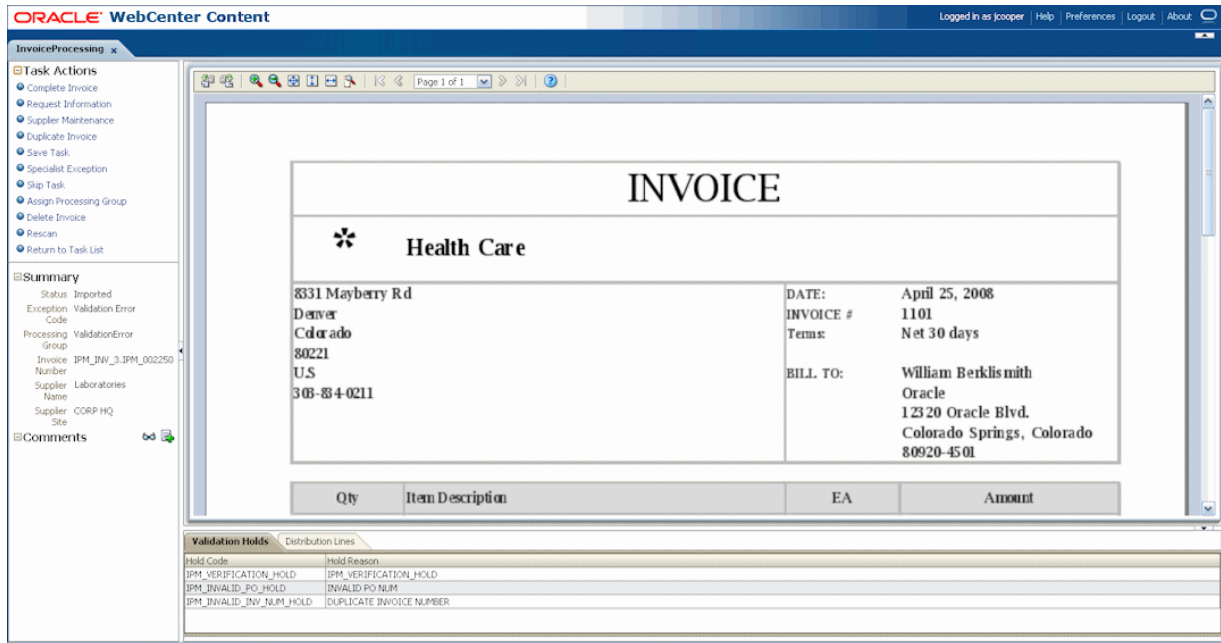 ORACLE WebCenter Content
Logged in as jcooper Help Preferences Logout About
InvoiceProcessing x
Task Actions
Complete Invoice
Request Information
Supplier Maintenance
Duplicate Invoice
Save Task
Specialist Exception
Skip Task
Assign Processing Group
Delete Invoice
Rescan
Return to Task List
Summary
Status Imported
Exception Code Validation Error
Processing Group ValidationError
Invoice Number IPM_INV_3.IPM_002250
Supplier Name Laboratories
Supplier Site CORP HQ
Comments
Page 1 of 1
INVOICE
* Health Care
8331 Mayberry Rd
Denver
Colorado
80221
U.S
303-834-0211
DATE: April 25, 2008
INVOICE # 1101
Terms: Net 30 days
BILL TO: William Berklismith
Oracle
12320 Oracle Blvd.
Colorado Springs, Colorado
80920-4501
Qty Item Description EA Amount
Validation Holds Distribution Lines
Hold Code Hold Reason
IPM_VERIFICATION_HOLD IPM_VERIFICATION_HOLD
IPM_INVALID_PO_HOLD INVALID PO NUM
IPM_INVALID_INV_NUM_HOLD DUPLICATE INVOICE NUMBER